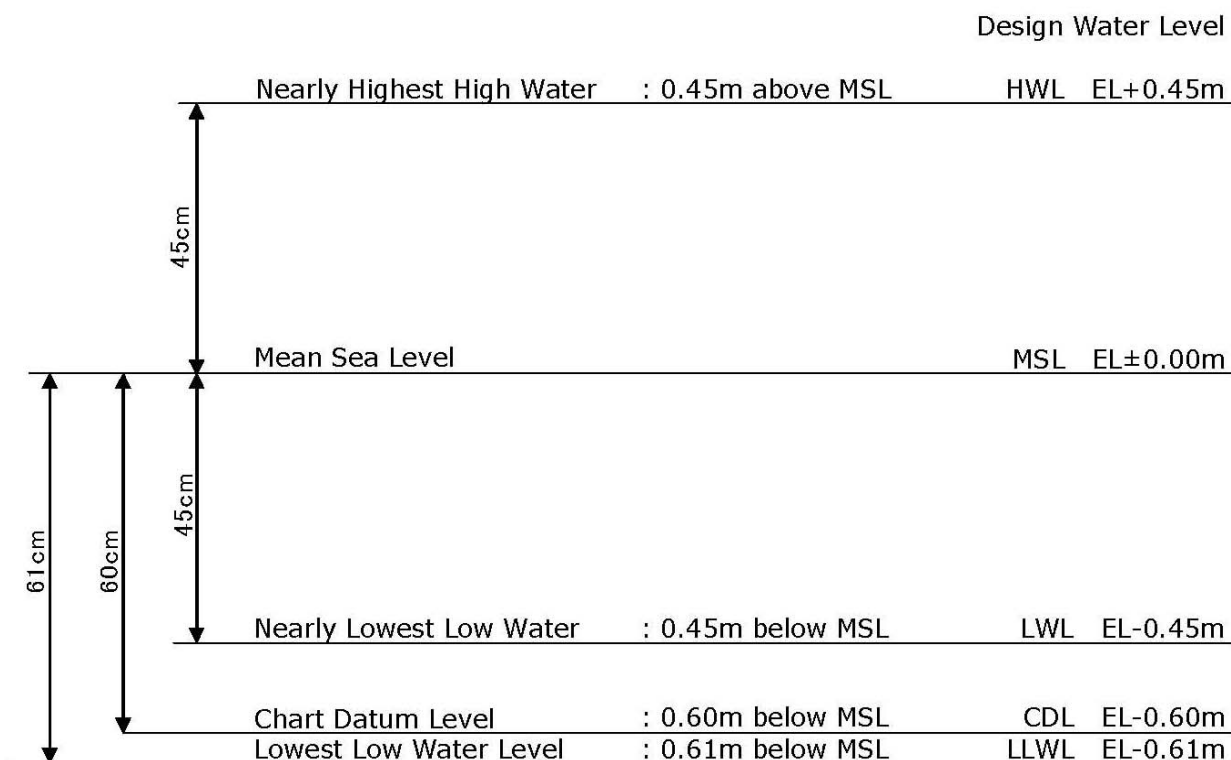 Design Water Level
Nearly Highest High Water : 0.45m above MSL HWL EL+0.45m
45cm
Mean Sea Level MSL EL±0.00m
45cm
61cm
60cm
Nearly Lowest Low Water : 0.45m below MSL LWL EL-0.45m
Chart Datum Level : 0.60m below MSL CDL EL-0.60m
Lowest Low Water Level : 0.61m below MSL LLWL EL-0.61m